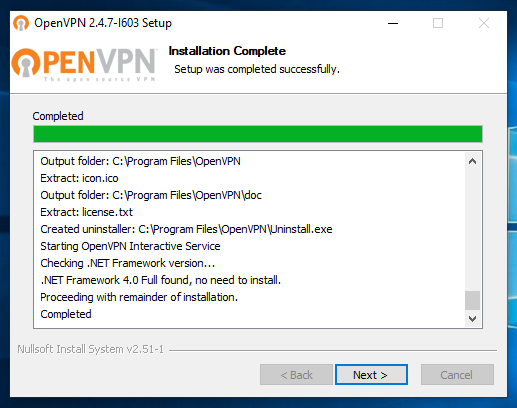 OpenVPN 2.4.7-I603 Setup
OPENVPN
The open source VPN
Installation Complete
Setup was completed successfully.
Completed
Output folder: C:\Program Files\OpenVPN
Extract: icon.ico
Output folder: C:\Program Files\OpenVPN\doc
Extract: license.txt
Created uninstaller: C:\Program Files\OpenVPN\Uninstall.exe
Starting OpenVPN Interactive Service
Checking .NET Framework version...
.NET Framework 4.0 Full found, no need to install.
Proceeding with remainder of installation.
Completed
Nullsoft Install System v2.51-1
< Back
Next >
Cancel